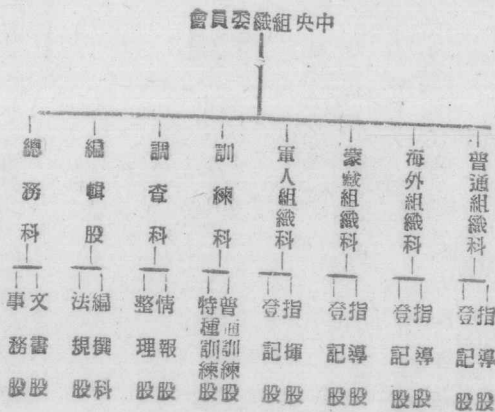 中央組織委員會
普通組織科
海外組織科
蒙藏組織科
軍人組織科
訓練科
調查科
編輯股
總務科
指導股
登記股
指導股
登記股
指導股
登記股
指揮股
登記股
普通訓練股
特種訓練股
情報股
整理股
編撰科
法規股
文書股
事務股